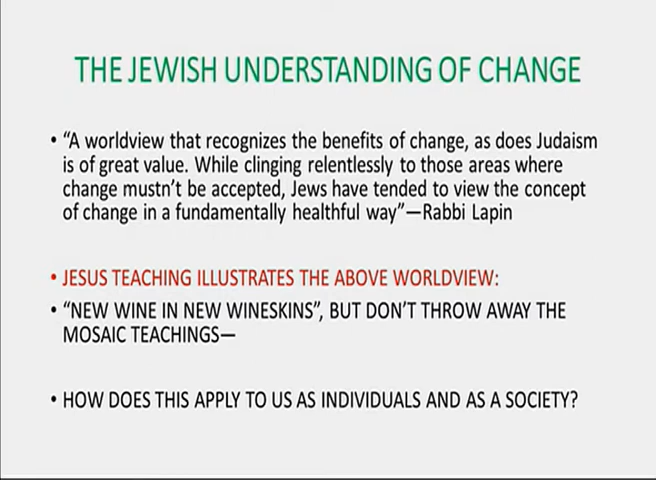 THE JEWISH UNDERSTANDING OF CHANGE
• “A worldview that recognizes the benefits of change, as does Judaism
is of great value. While clinging relentlessly to those areas where
change mustn’t be accepted, Jews have tended to view the concept
of change in a fundamentally healthful way”—Rabbi Lapin
• JESUS TEACHING ILLUSTRATES THE ABOVE WORLDVIEW:
• “NEW WINE IN NEW WINESKINS”, BUT DON’T THROW AWAY THE
MOSAIC TEACHINGS—
• HOW DOES THIS APPLY TO US AS INDIVIDUALS AND AS A SOCIETY?